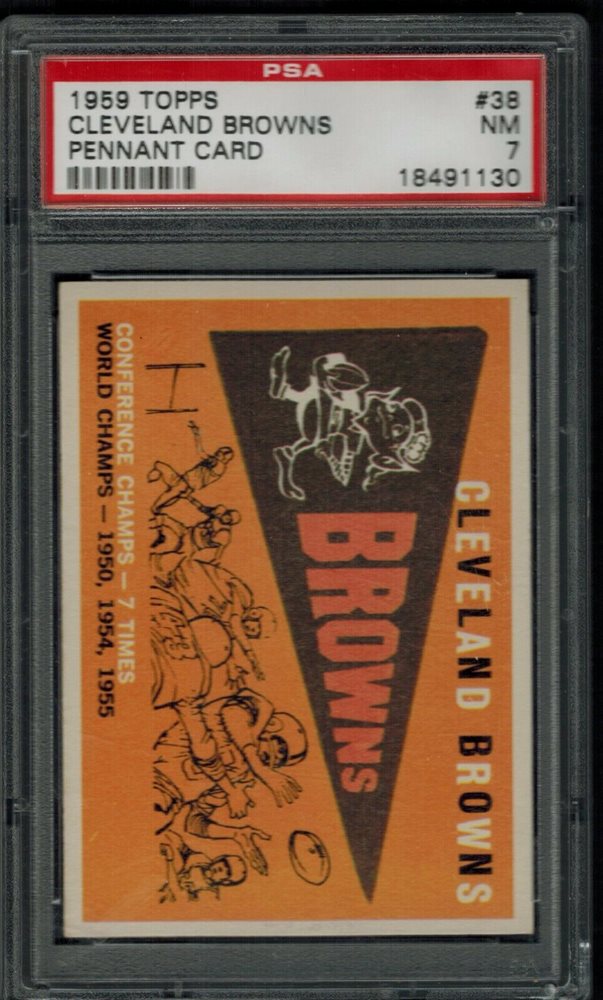 PSA
1959 TOPPS #38
CLEVELAND BROWNS NM
PENNANT CARD 7
18491130
CLEVELAND BROWNS
BROWNS
CONFERENCE CHAMPS — 7 TIMES
WORLD CHAMPS — 1950, 1954, 1955